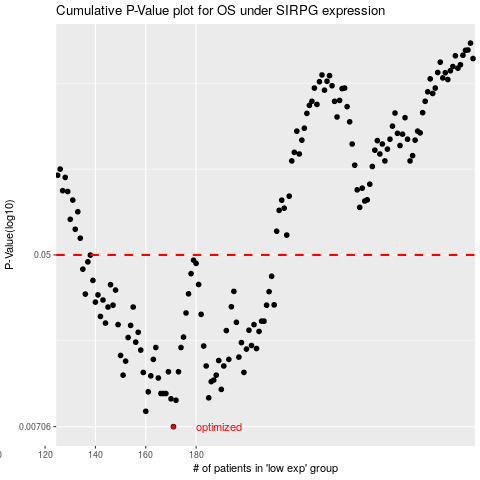 Cumulative P-Value plot for OS under SIRPG expression
P-Value(log10)
0.05
0.00706
optimized
0 120 140 160 180
# of patients in 'low exp' group